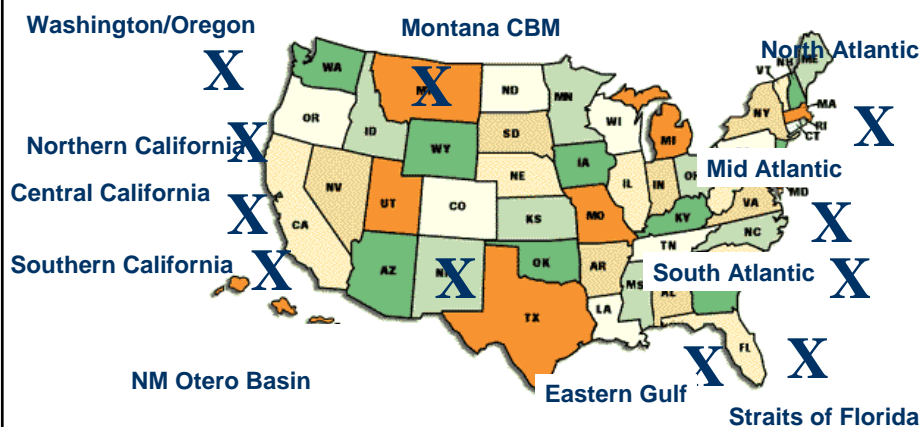 Washington/Oregon
Montana CBM
North Atlantic
X
X
X
WA
ND
MN
VT
NH
ME
OR
ID
SD
WI
MI
NY
MA
RI
CT
WY
Northern California
X
Mid Atlantic
IA
NE
IL
IN
OH
MD
Central California
X
NV
UT
CO
KS
MO
KY
VA
X
CA
NC
TN
Southern California
X
AZ
X
OK
AR
South Atlantic
X
MS
AL
TX
LA
FL
NM Otero Basin
Eastern Gulf
X
X
Straits of Florida